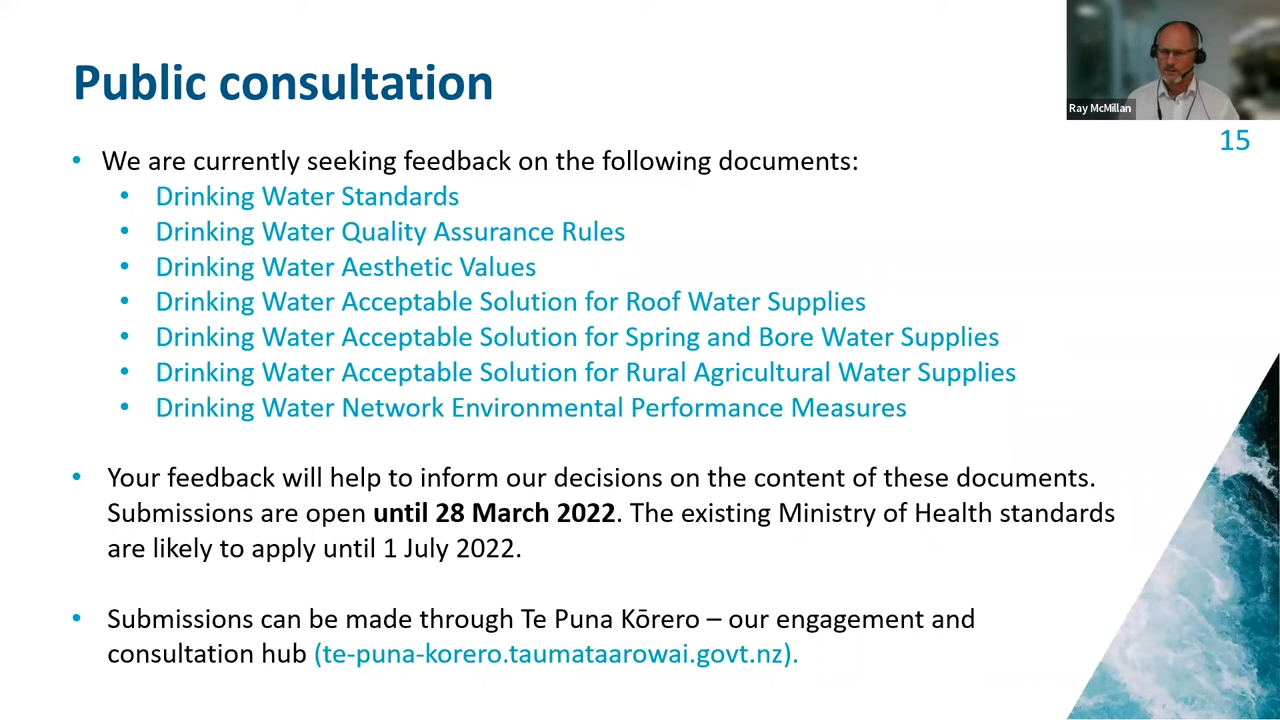 Public consultation
Ray McMillan
15
• We are currently seeking feedback on the following documents:
• Drinking Water Standards
• Drinking Water Quality Assurance Rules
• Drinking Water Aesthetic Values
• Drinking Water Acceptable Solution for Roof Water Supplies
• Drinking Water Acceptable Solution for Spring and Bore Water Supplies
• Drinking Water Acceptable Solution for Rural Agricultural Water Supplies
• Drinking Water Network Environmental Performance Measures
• Your feedback will help to inform our decisions on the content of these documents.
Submissions are open until 28 March 2022. The existing Ministry of Health standards
are likely to apply until 1 July 2022.
• Submissions can be made through Te Puna Kōrero – our engagement and
consultation hub (te-puna-korero.taumataarowai.govt.nz).